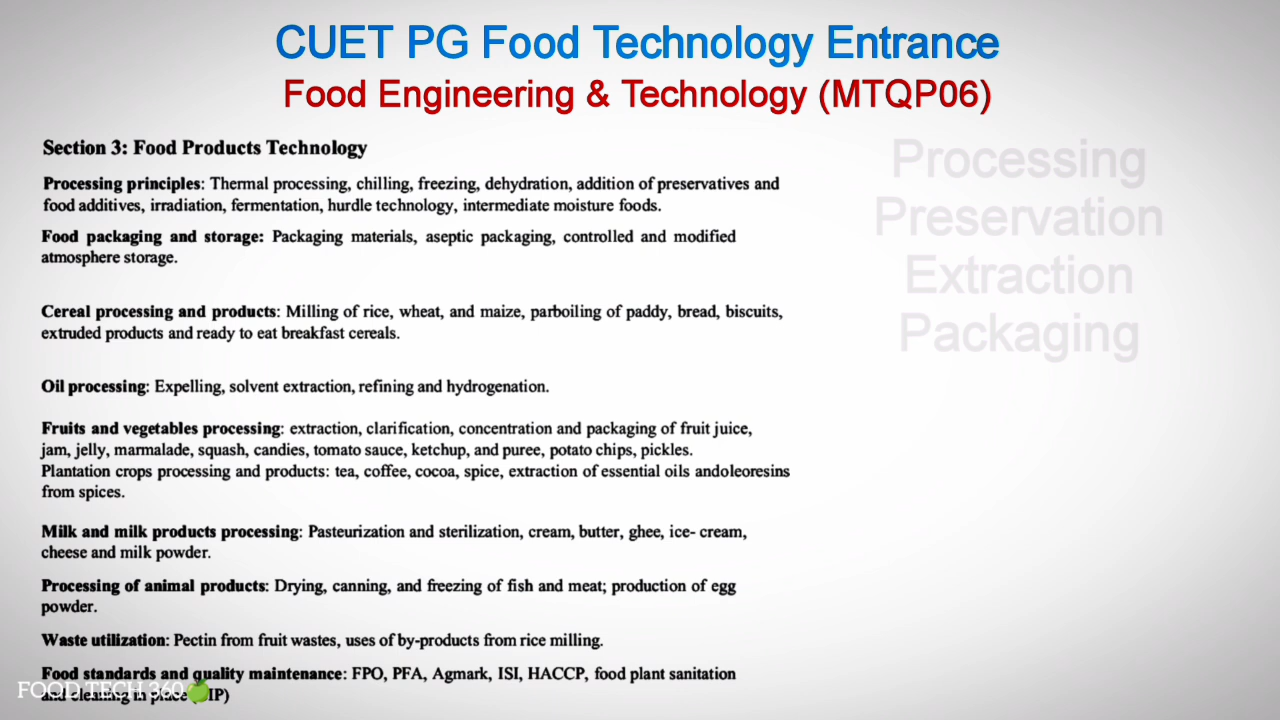 CUET PG Food Technology Entrance
Food Engineering & Technology (MTQP06)
Section 3: Food Products Technology
Processing principles: Thermal processing, chilling, freezing, dehydration, addition of preservatives and
food additives, irradiation, fermentation, hurdle technology, intermediate moisture foods.
Food packaging and storage: Packaging materials, aseptic packaging, controlled and modified
atmosphere storage.
Cereal processing and products: Milling of rice, wheat, and maize, parboiling of paddy, bread, biscuits,
extruded products and ready to eat breakfast cereals.
Oil processing: Expelling, solvent extraction, refining and hydrogenation.
Fruits and vegetables processing: extraction, clarification, concentration and packaging of fruit juice,
jam, jelly, marmalade, squash, candies, tomato sauce, ketchup, and puree, potato chips, pickles.
Plantation crops processing and products: tea, coffee, cocoa, spice, extraction of essential oils andoleoresins
from spices.
Milk and milk products processing: Pasteurization and sterilization, cream, butter, ghee, ice- cream,
cheese and milk powder.
Processing of animal products: Drying, canning, and freezing of fish and meat; production of egg
powder.
Waste utilization: Pectin from fruit wastes, uses of by-products from rice milling.
Food standards and quality maintenance: FPO, PFA, Agmark, ISI, HACCP, food plant sanitation
and cleaning in place IP)
FOOD TECH 360
Processing
Preservation
Extraction
Packaging